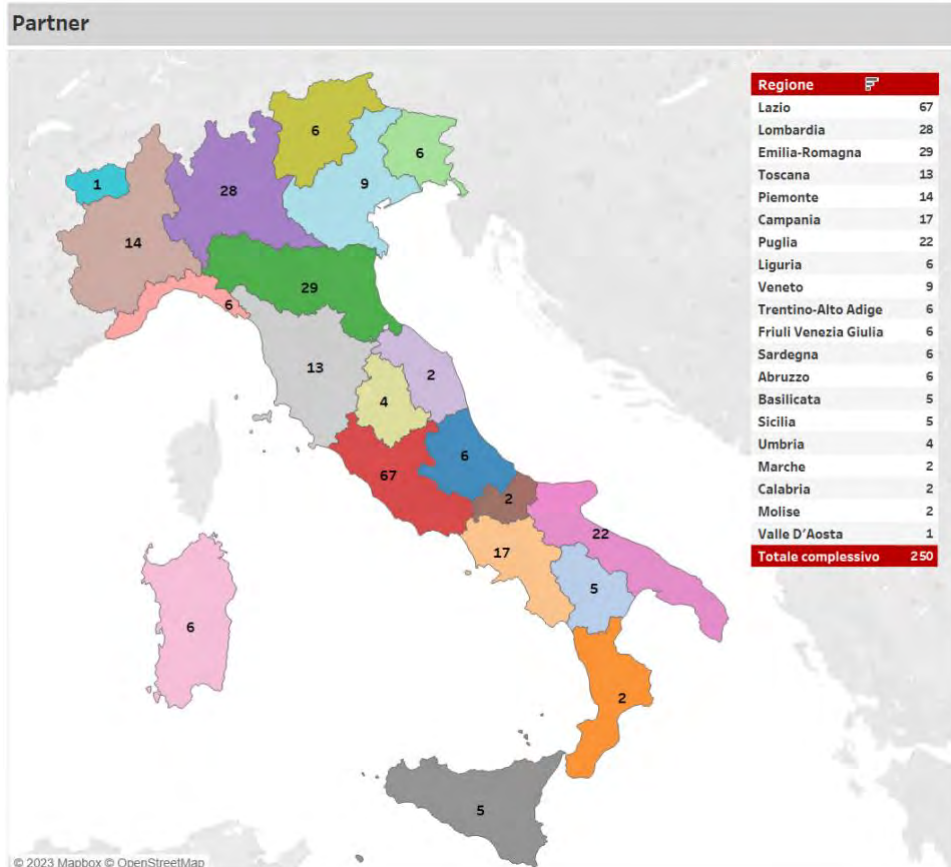 Partner
Regione
Lazio 67
Lombardia 28
Emilia-Romagna 29
Toscana 13
Piemonte 14
Campania 17
Puglia 22
Liguria 6
Veneto 9
Trentino-Alto Adige 6
Friuli Venezia Giulia 6
Sardegna 6
Abruzzo 6
Basilicata 5
Sicilia 5
Umbria 4
Marche 2
Calabria 2
Molise 2
Valle D'Aosta 1
Totale complessivo 250
6
6
1
28
9
14
29
6
13
2
4
6
67
2
22
17
5
6
2
5
© 2023 Mapbox © OpenStreetMap